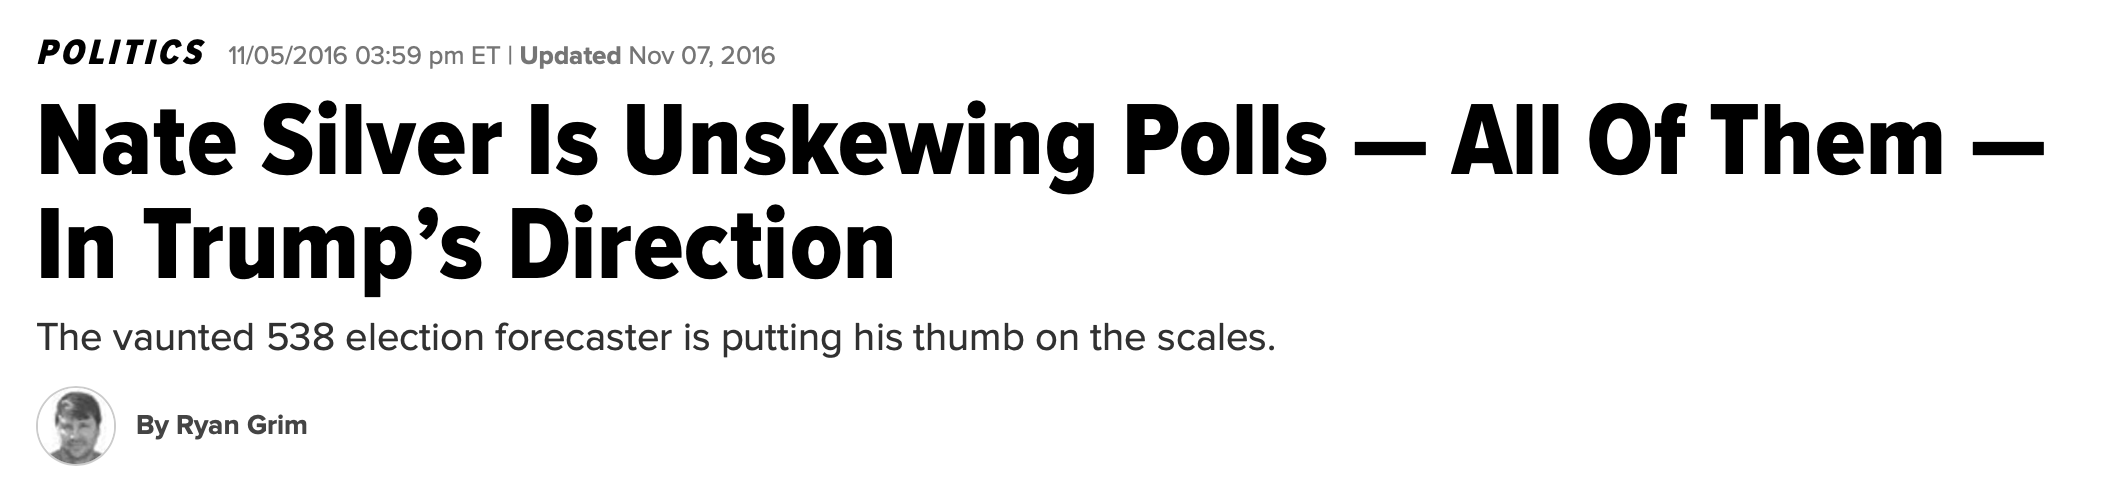 POLITICS 11/05/2016 03:59 pm ET | Updated Nov 07, 2016
Nate Silver Is Unskewing Polls — All Of Them —
In Trump’s Direction
The vaunted 538 election forecaster is putting his thumb on the scales.
By Ryan Grim